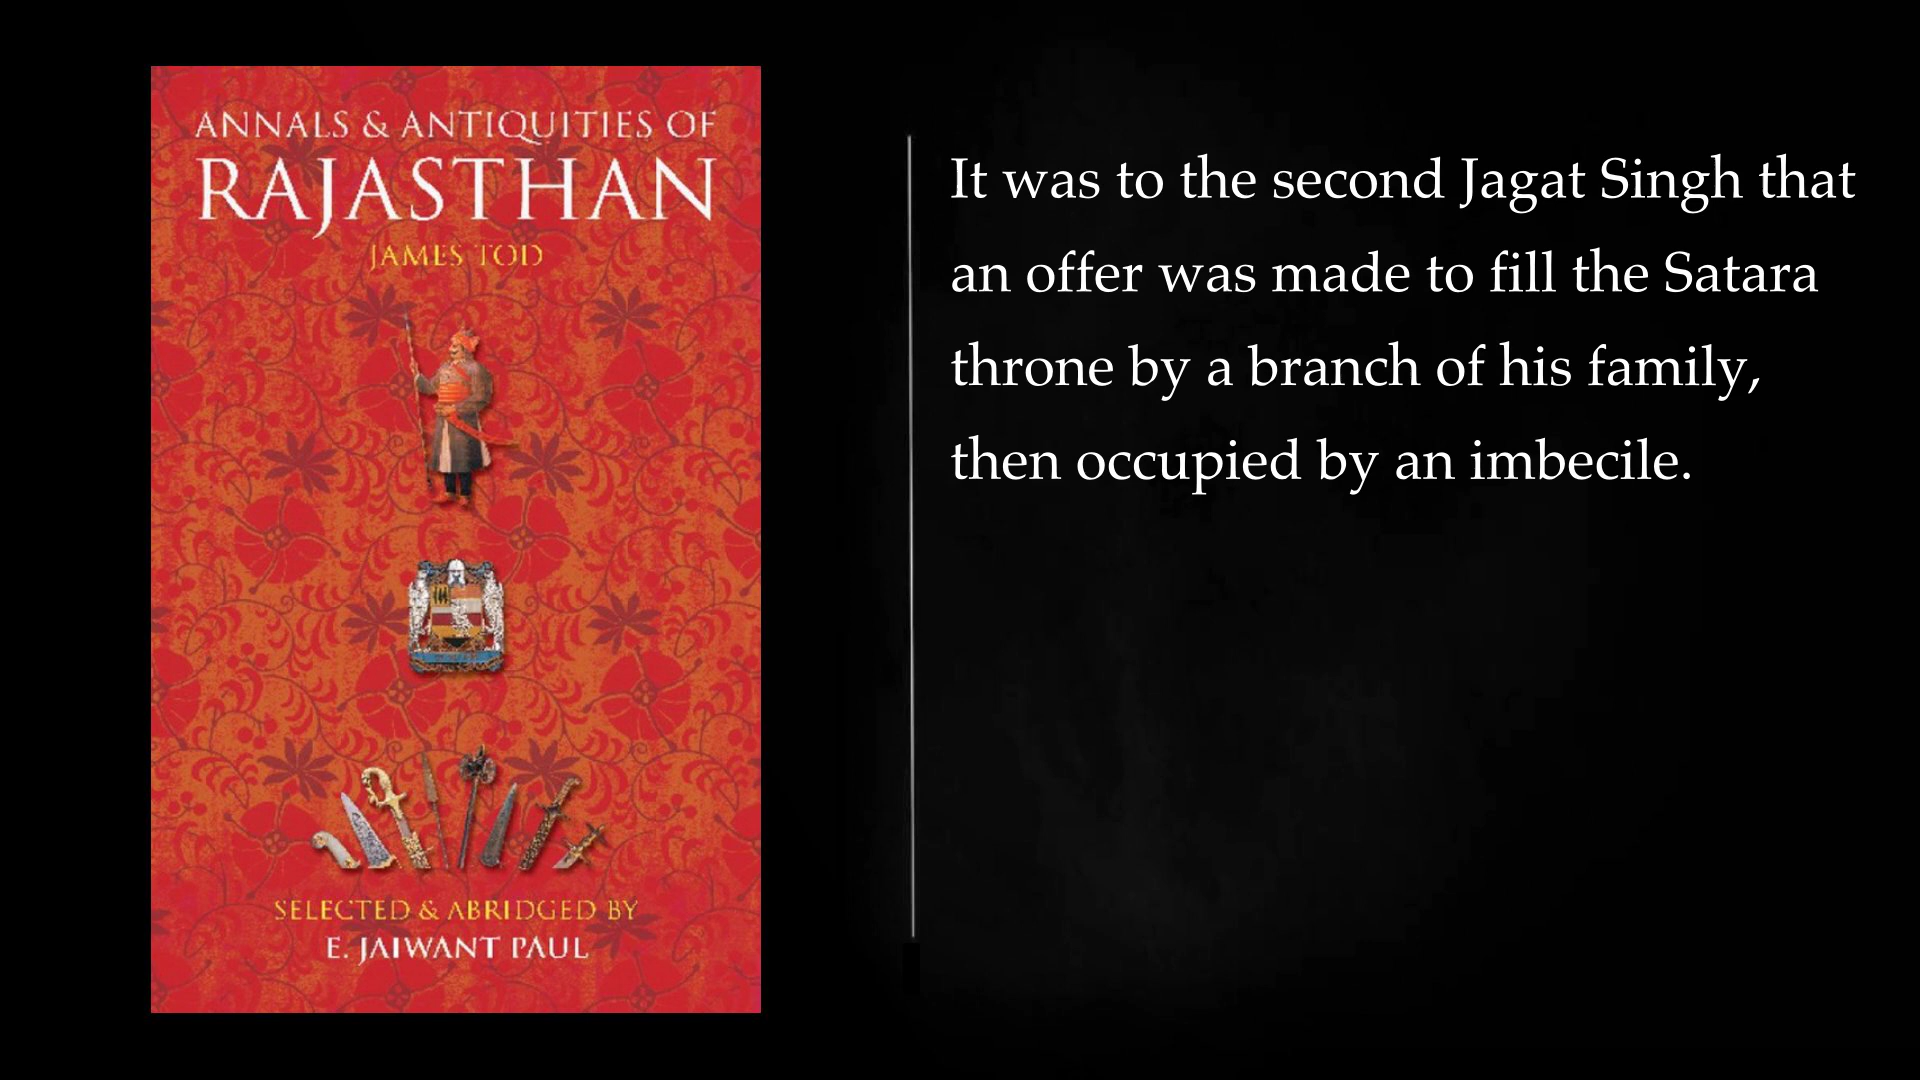 ANNALS & ANTIQUITIES OF
RAJASTHAN
JAMES TOD
SELECTED & ABRIDGED BY
E. JAIWANT PAUL
It was to the second Jagat Singh that
an offer was made to fill the Satara
throne by a branch of his family,
then occupied by an imbecile.